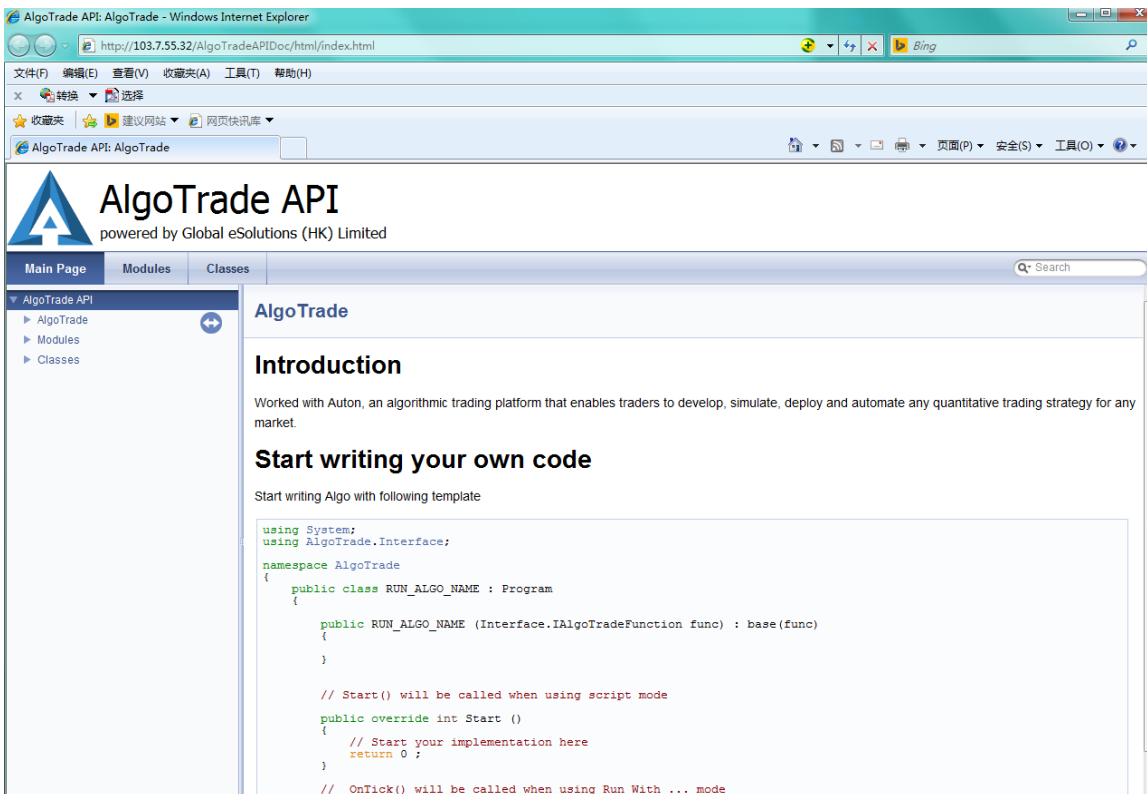 AlgoTrade API: AlgoTrade - Windows Internet Explorer
http://103.7.55.32/AlgoTradeAPIDoc/html/index.html
Bing
文件(F) 编辑(E) 查看(V) 收藏夹(A) 工具(T) 帮助(H)
x 转换 选择
收藏夹 建议网站 网页快讯库
AlgoTrade API: AlgoTrade
页面(P) 安全(S) 工具(O)
AlgoTrade API
powered by Global eSolutions (HK) Limited
Main Page Modules Classes
Search
AlgoTrade API
AlgoTrade
Modules
Classes
AlgoTrade
Introduction
Worked with Auton, an algorithmic trading platform that enables traders to develop, simulate, deploy and automate any quantitative trading strategy for any
market.
Start writing your own code
Start writing Algo with following template
using System;
using AlgoTrade.Interface;
namespace AlgoTrade
{
public class RUN_ALGO_NAME : Program
{
public RUN_ALGO_NAME (Interface.IAlgoTradeFunction func) : base(func)
{
}
// Start() will be called when using script mode
public override int Start ()
{
// Start your implementation here
return 0 ;
}
// OnTick() will be called when using Run With ... mode